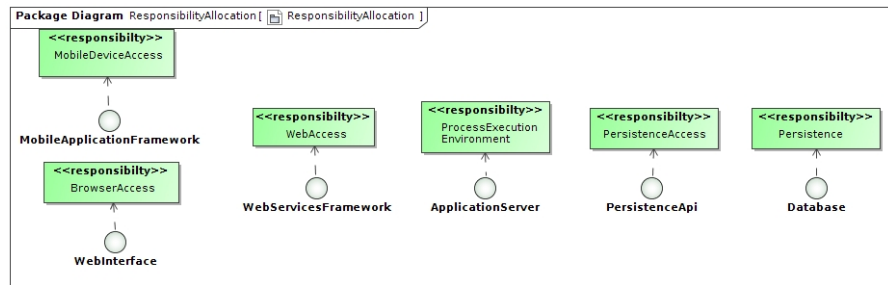 Package Diagram ResponsibilityAllocation [ ResponsibilityAllocation ]
<<responsibilty>>
MobileDeviceAccess
MobileApplicationFramework
<<responsibilty>>
BrowserAccess
WebInterface
<<responsibilty>>
WebAccess
WebServicesFramework
<<responsibilty>>
ProcessExecution
Environment
ApplicationServer
<<responsibilty>>
PersistenceAccess
PersistenceApi
<<responsibilty>>
Persistence
Database